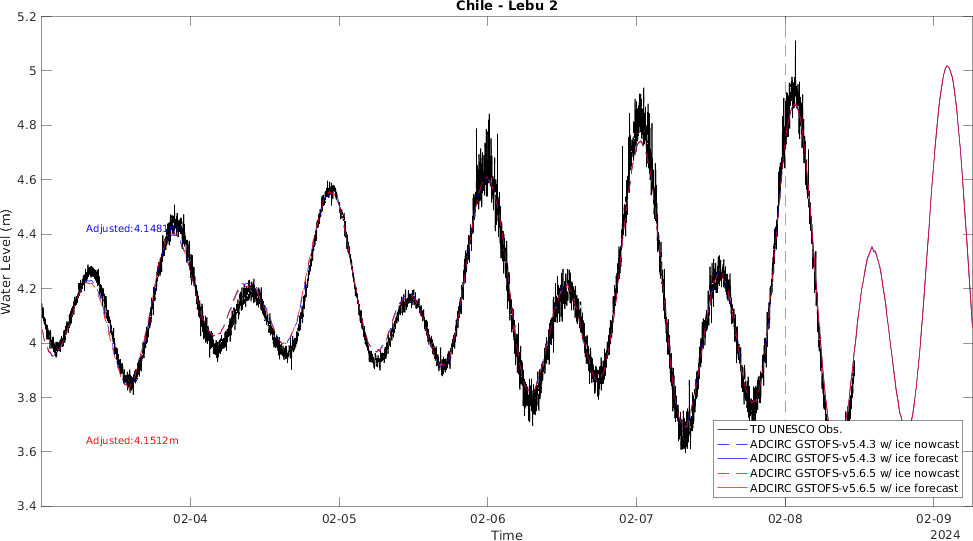 Chile - Lebu 2
5.2
5
4.8
4.6
4.4
4.2
4
3.8
3.6
3.4
Water Level (m)
Adjusted:4.1481m
Adjusted:4.1512m
TD UNESCO Obs.
ADCIRC GSTOFS-v5.4.3 w/ ice nowcast
ADCIRC GSTOFS-v5.4.3 w/ ice forecast
ADCIRC GSTOFS-v5.6.5 w/ ice nowcast
ADCIRC GSTOFS-v5.6.5 w/ ice forecast
02-04 02-05 02-06 02-07 02-08 02-09
Time
2024